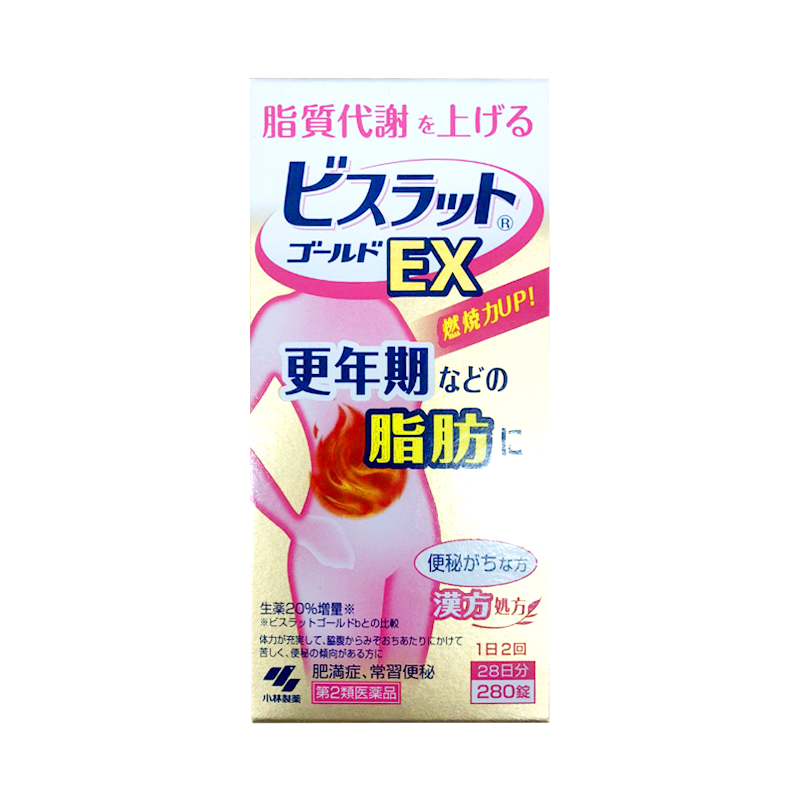 脂質代謝を上げる
ビスラット®
ゴールドEX
燃焼力UP!
更年期などの
脂肪に
便秘がちな方
漢方処方
生薬20%増量※
※ビスラットゴールドbとの比較
体力が充実して、脇腹からみぞおちあたりにかけて
苦しく、便秘の傾向がある方に
肥満症、常習便秘
第2類医薬品
小林製薬
1日2回
28日分
280錠